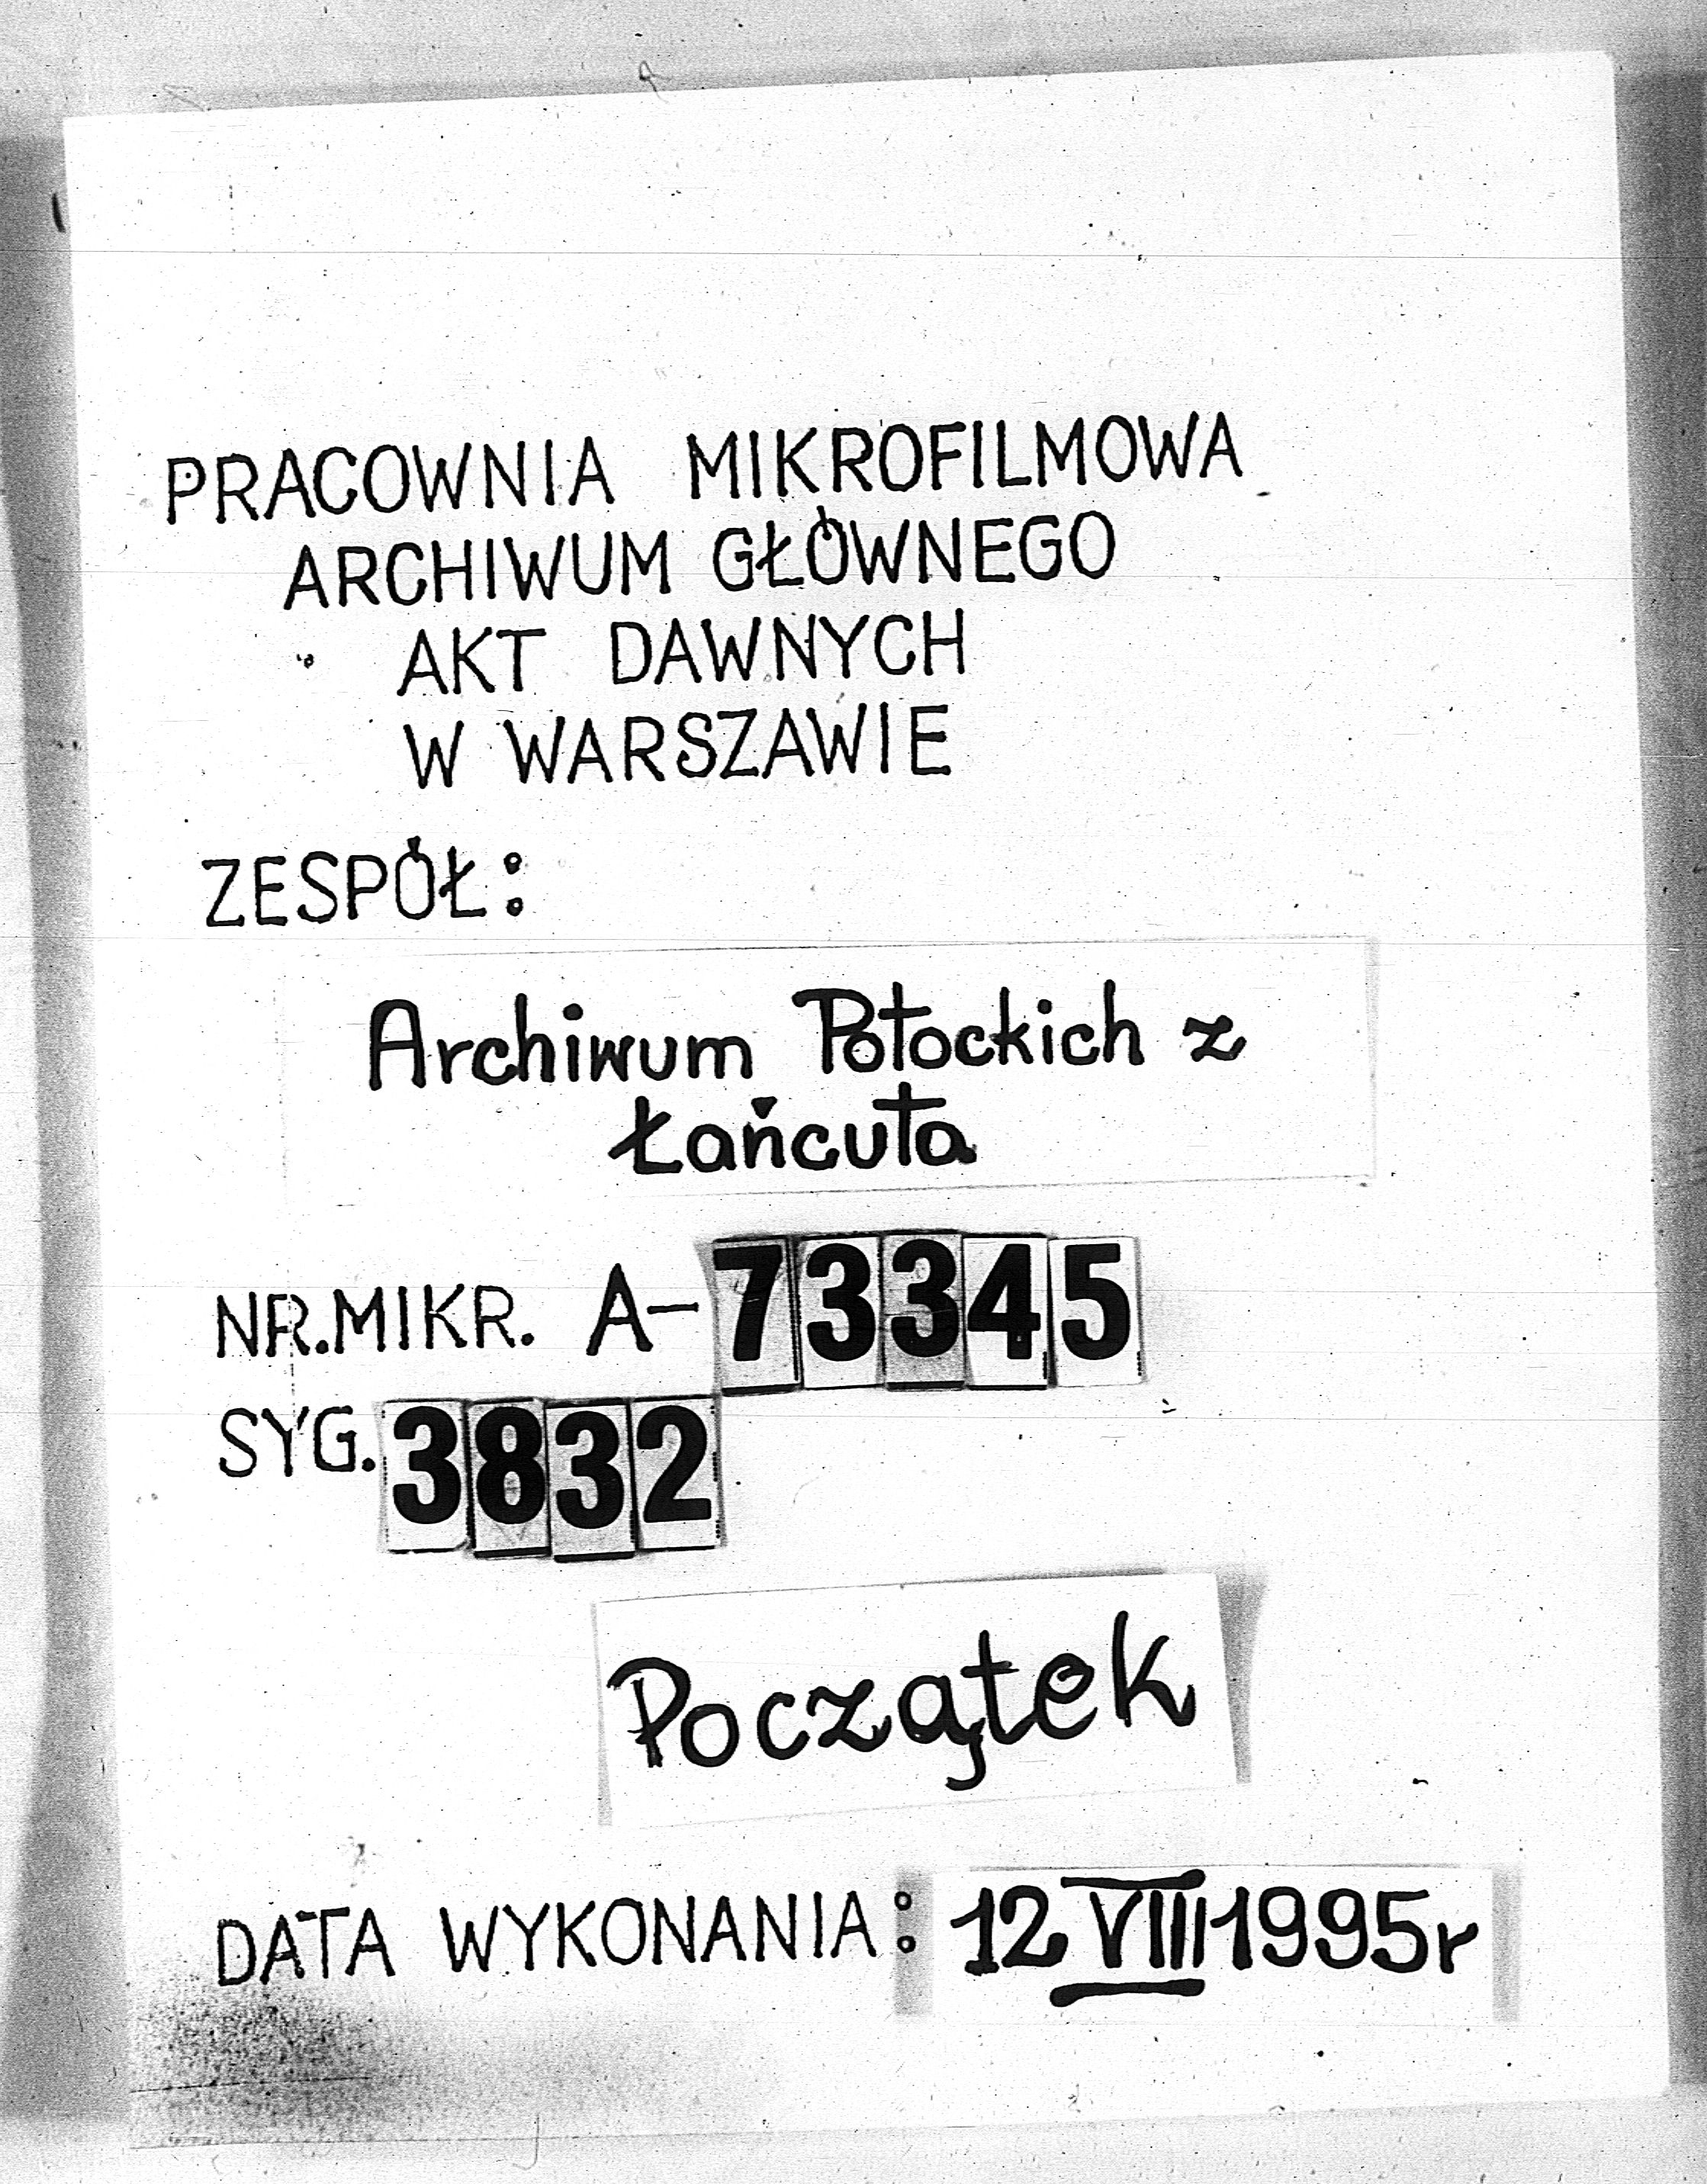 PRACOWNIA MIKROFILMOWA
ARCHIWUM GŁÓWNEGO
AKT DAWNYCH
W WARSZAWIE
ZESPÓŁ:
Archiwum Potockich z
Łańcuta
NR.MIKR. A-73345
SYG. 3832
Początek
DATA WYKONANIA: 12 VIII 1995r